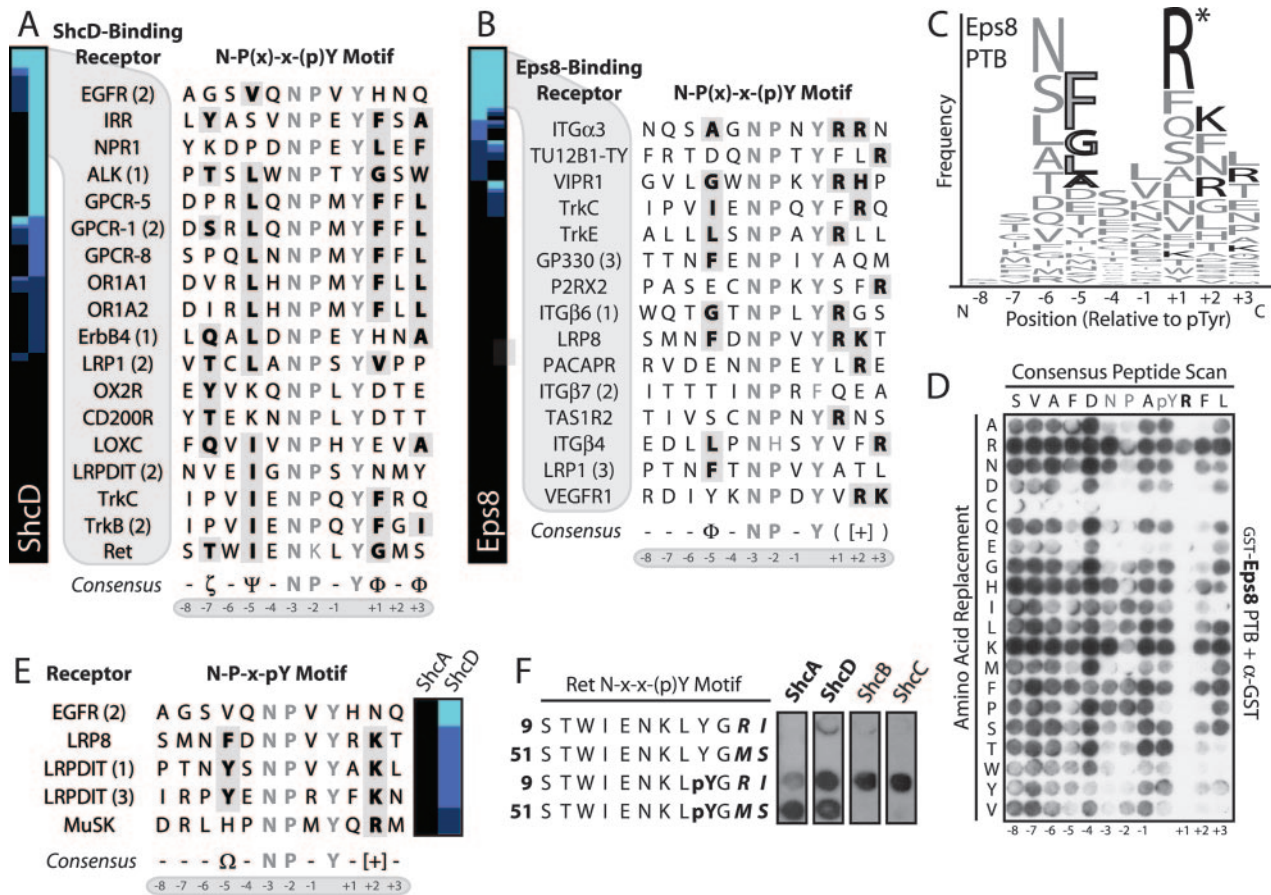 A
ShcD-Binding
Receptor
N-P(x)-x-(p)Y Motif
EGFR (2) A G S V Q N P V Y H N Q
IRR L Y A S V N P E Y F S A
NPR1 Y K D P D N P E Y L E F
ALK (1) P T S L W N P T Y G S W
GPCR-5 D P R L Q N P M Y F F L
GPCR-1 (2) D S R L Q N P M Y F F L
GPCR-8 S P Q L N N P M Y F F L
OR1A1 D V R L H N P M Y F L L
OR1A2 D I R L H N P M Y F L L
ErbB4 (1) L Q A L D N P E Y H N A
LRP1 (2) V T C L A N P S Y V P P
OX2R E Y V K Q N P L Y D T E
CD200R Y T E K N N P L Y D T T
LOXC F Q V I V N P H Y E V A
LRPDIT (2) N V E I G N P S Y N M Y
TrkC I P V I E N P Q Y F R Q
TrkB (2) I P V I E N P Q Y F G I
Ret S T W I E N K L Y G M S
Consensus - ζ - Ψ - N P - Y Φ - Φ
-8 -7 -6 -5 -4 -3 -2 -1 +1 +2 +3
ShcD
B
Eps8-Binding
Receptor
N-P(x)-x-(p)Y Motif
ITGα3 N Q S A G N P N Y R R N
TU12B1-TY F R T D Q N P T Y F L R
VIPR1 G V L G W N P K Y R H P
TrkC I P V I E N P Q Y F R Q
TrkE A L L L S N P A Y R L L
GP330 (3) T T N F E N P I Y A Q M
P2RX2 P A S E C N P K Y S F R
ITGβ6 (1) W Q T G T N P L Y R G S
LRP8 S M N F D N P V Y R K T
PACAPR R V D E N N P E Y L R E
ITGβ7 (2) I T T T I N P R F Q E A
TAS1R2 T I V S C N P N Y R N S
ITGβ4 E D L L P N H S Y V F R
LRP1 (3) P T N F T N P V Y A T L
VEGFR1 R D I Y K N P D Y V R K
Consensus - - - Φ - N P - Y ( [+] )
-8 -7 -6 -5 -4 -3 -2 -1 +1 +2 +3
Eps8
C
Eps8
PTB
R*
Frequency
-8 -7 -6 -5 -4 -1 +1 +2 +3
N Position (Relative to pTyr) C
D
Consensus Peptide Scan
S V A F D N P A pY R F L
A
R
N
D
C
Q
E
G
H
I
L
K
M
F
P
S
T
W
Y
V
-8 -7 -6 -5 -4 -3 -2 -1 +1 +2 +3
Amino Acid Replacement
GST-Eps8 PTB + α-GST
E
Receptor N-P-x-pY Motif
ShcA
ShcD
EGFR (2) A G S V Q N P V Y H N Q
LRP8 S M N F D N P V Y R K T
LRPDIT (1) P T N Y S N P V Y A K L
LRPDIT (3) I R P Y E N P R Y F K N
MuSK D R L H P N P M Y Q R M
Consensus - - - Ω - N P - Y - [+] -
-8 -7 -6 -5 -4 -3 -2 -1 +1 +2 +3
F
Ret N-x-x-(p)Y Motif
ShcA
ShcD
ShcB
ShcC
9 S T W I E N K L Y G R I
51 S T W I E N K L Y G M S
9 S T W I E N K L pY G R I
51 S T W I E N K L pY G M S